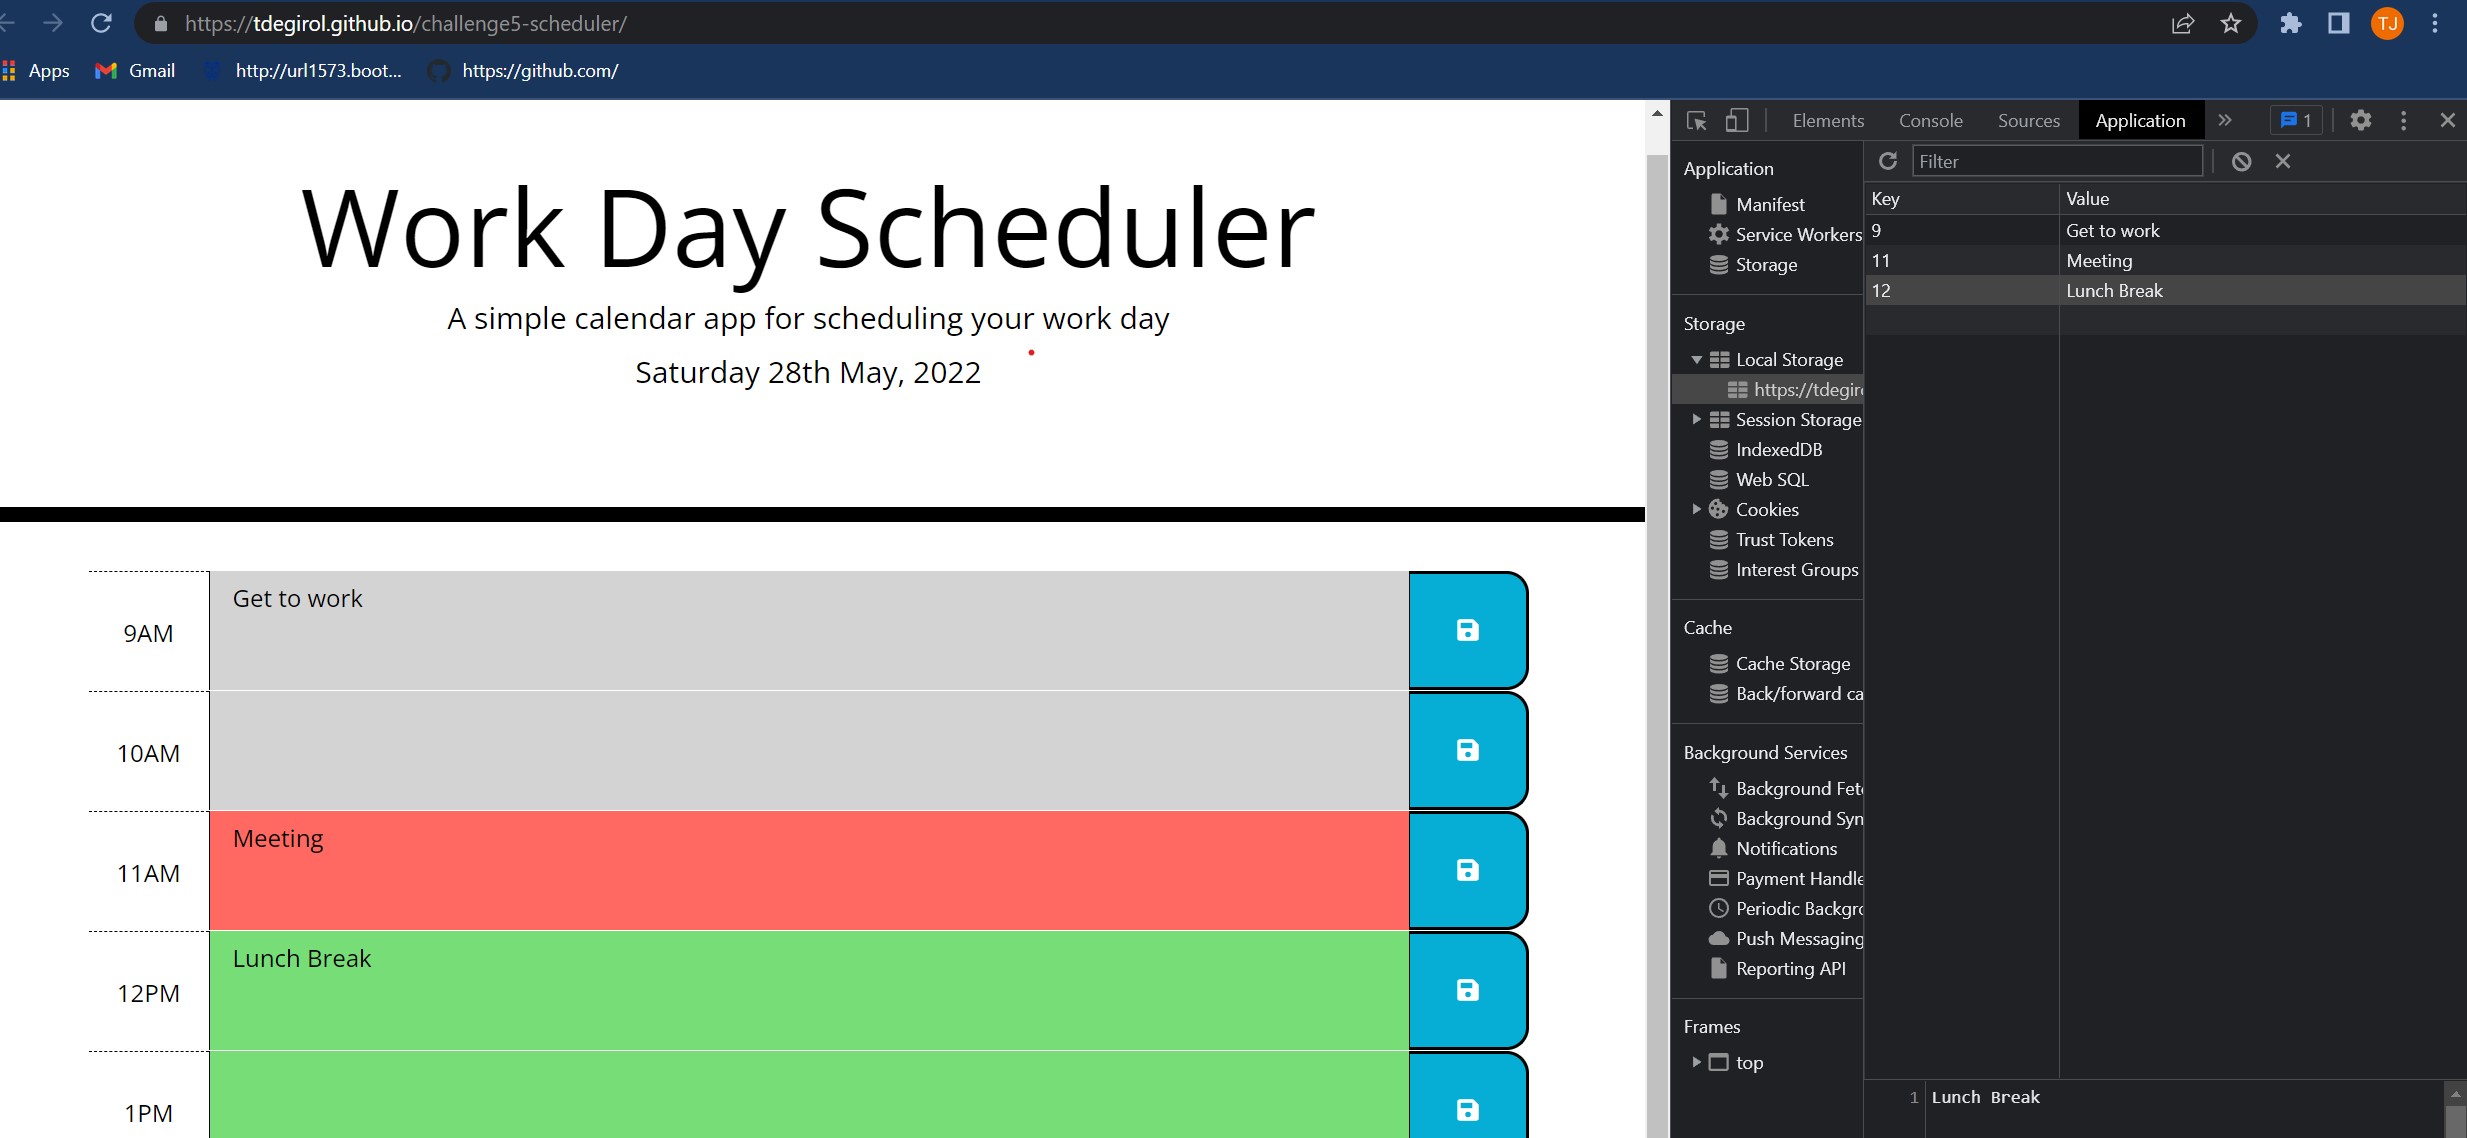 https://tdegirol.github.io/challenge5-scheduler/
TJ
Apps Gmail http://url1573.boot... https://github.com/
Work Day Scheduler
A simple calendar app for scheduling your work day
Saturday 28th May, 2022
9AM Get to work
10AM
11AM Meeting
12PM Lunch Break
1PM
Elements Console Sources Application 1
Application
Manifest
Service Workers
Storage
Storage
Local Storage
https://tdegir
Session Storage
IndexedDB
Web SQL
Cookies
Trust Tokens
Interest Groups
Cache
Cache Storage
Back/forward ca
Background Services
Background Fet
Background Syn
Notifications
Payment Handle
Periodic Backgr
Push Messaging
Reporting API
Frames
top
Filter
Key Value
9 Get to work
11 Meeting
12 Lunch Break
1 Lunch Break